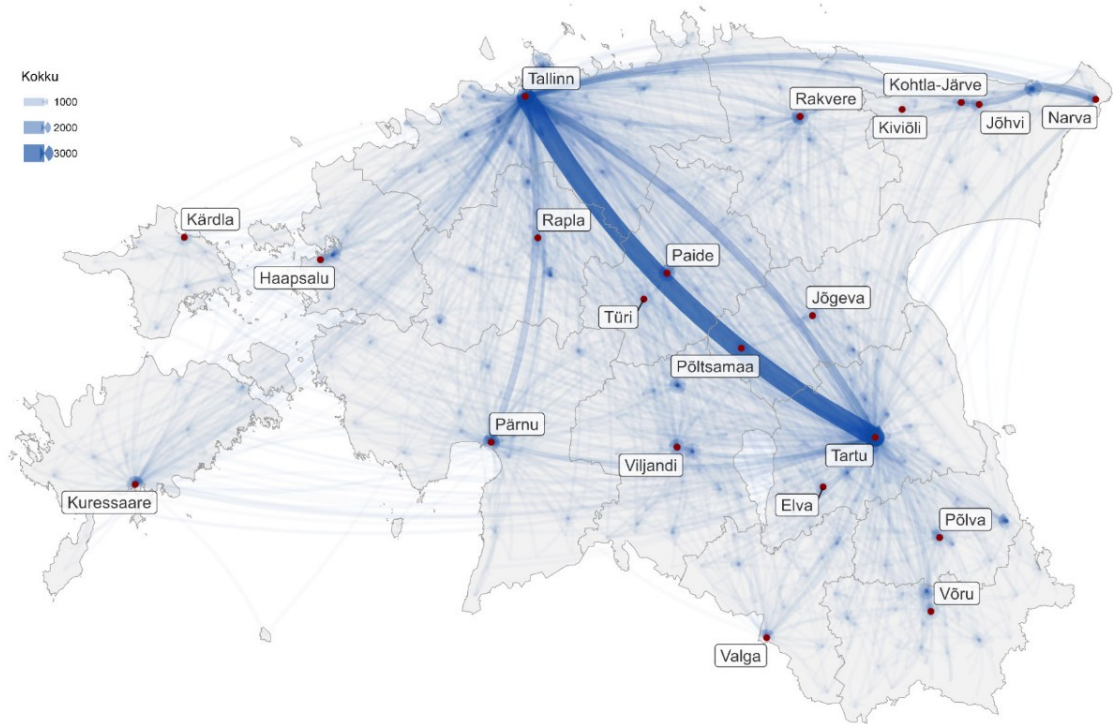 Kokku
1000
2000
3000
Tallinn
Kohtla-Järve
Rakvere
Kiviõli
Jõhvi
Narva
Kärdla
Rapla
Haapsalu
Paide
Türi
Jõgeva
Põltsamaa
Pärnu
Viljandi
Tartu
Kuressaare
Elva
Põlva
Võru
Valga